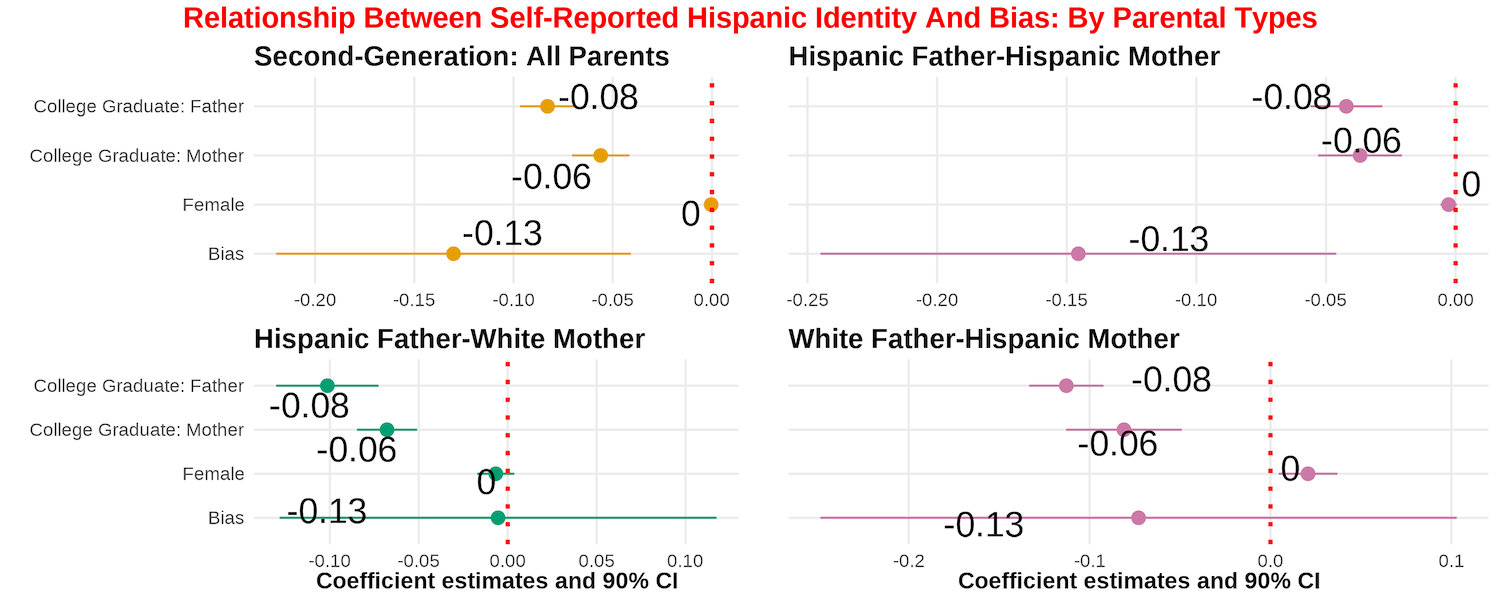 Relationship Between Self-Reported Hispanic Identity And Bias: By Parental Types
Second-Generation: All Parents
College Graduate: Father
-0.08
College Graduate: Mother
-0.06
Female
0
Bias
-0.13
-0.20 -0.15 -0.10 -0.05 0.00
Hispanic Father-Hispanic Mother
-0.08
-0.06
0
-0.13
-0.25 -0.20 -0.15 -0.10 -0.05 0.00
Hispanic Father-White Mother
College Graduate: Father
-0.08
College Graduate: Mother
-0.06
Female
0
Bias
-0.13
-0.10 -0.05 0.00 0.05 0.10
Coefficient estimates and 90% CI
White Father-Hispanic Mother
-0.08
-0.06
0
-0.13
-0.2 -0.1 0.0 0.1
Coefficient estimates and 90% CI